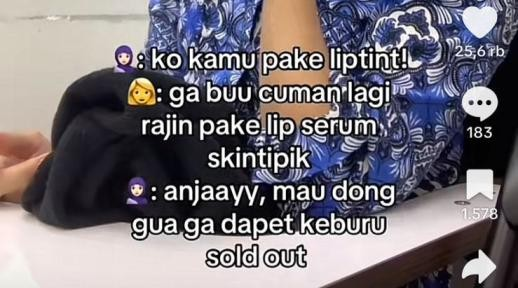 🧕: ko kamu pake liptint!
👩: ga buu cuman lagi
rajin pake lip serum
skintipik
🧕: anjaayy, mau dong
gua ga dapet keburu
sold out
25,6 rb
183
1.578